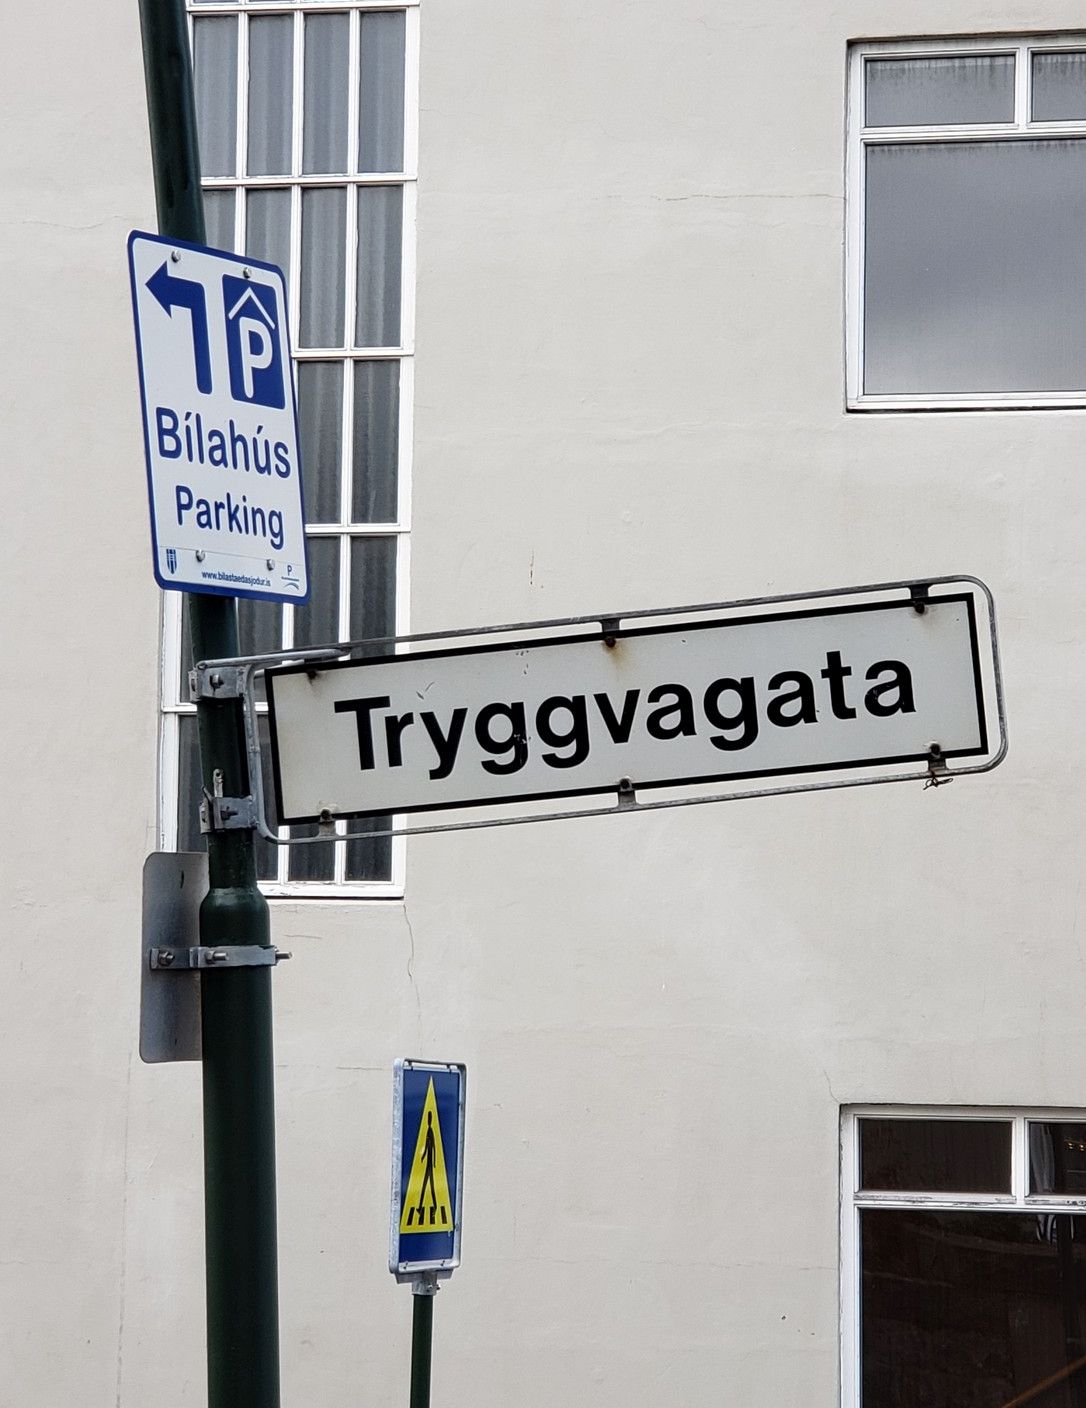 P
Bílahús
Parking
P
www.bilastaedasjodur.is
Tryggvagata